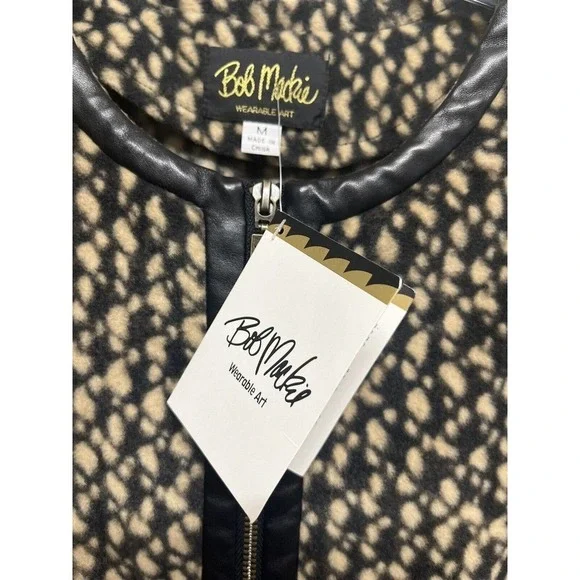 Bob Mackie
WEARABLE ART
M
MADE IN
CHINA
Bob Mackie
Wearable Art